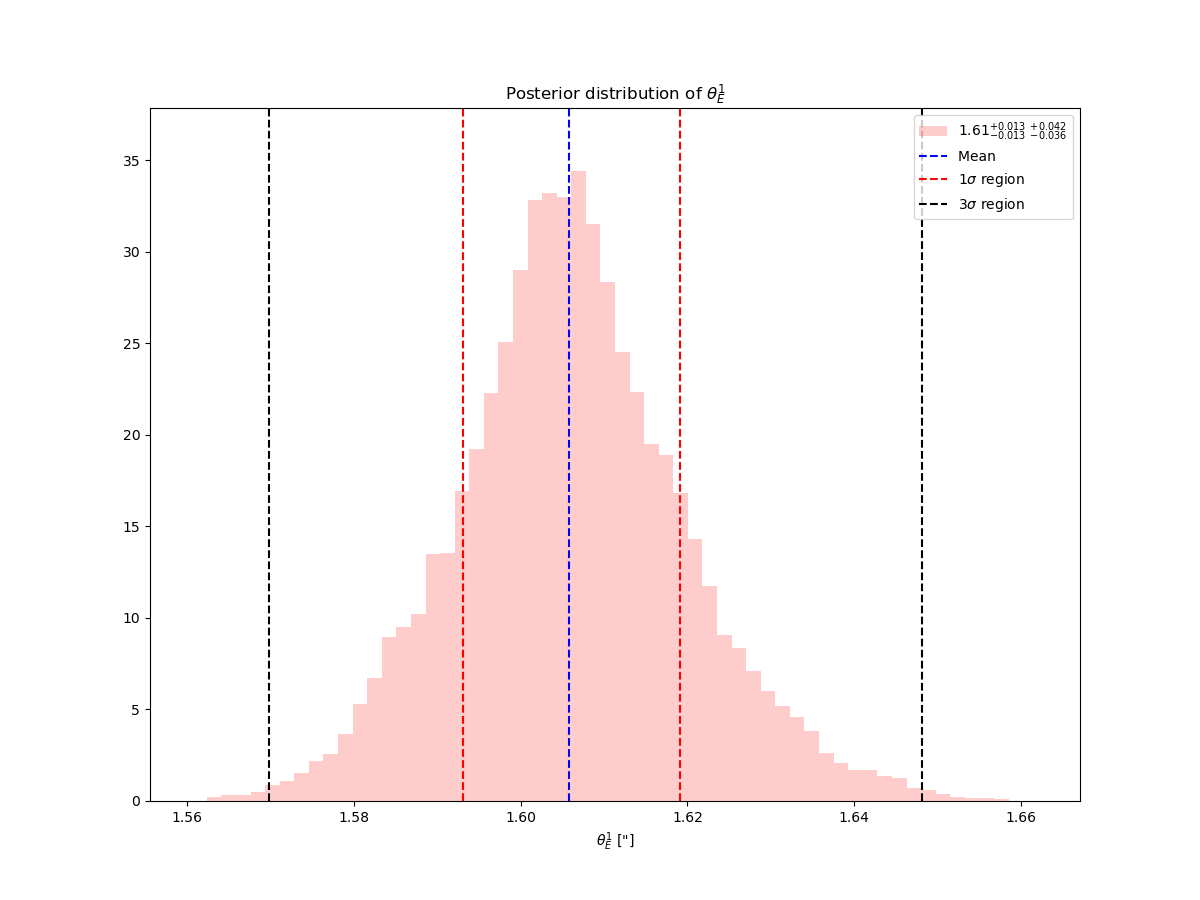 Posterior distribution of θ_E^1
1.61^{+0.013 +0.042}_{−0.013 −0.036}
Mean
1σ region
3σ region
35
30
25
20
15
10
5
0
1.56 1.58 1.60 1.62 1.64 1.66
θ_E^1 ["]